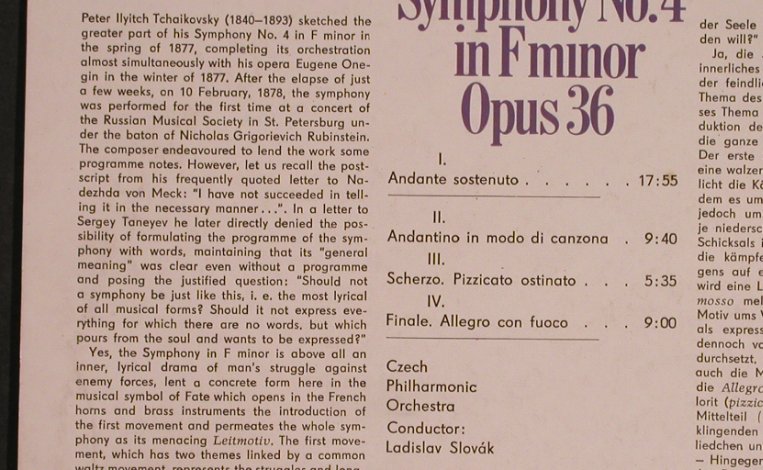 Peter Ilyitch Tchaikovsky (1840—1893) sketched the
greater part of his Symphony No. 4 in F minor in
the spring of 1877, completing its orchestration
almost simultaneously with his opera Eugene One-
gin in the winter of 1877. After the elapse of just
a few weeks, on 10 February, 1878, the symphony
was performed for the first time at a concert of
the Russian Musical Society in St. Petersburg un-
der the baton of Nicholas Grigorievich Rubinstein.
The composer endeavoured to lend the work some
programme notes. However, let us recall the post-
script from his frequently quoted letter to Na-
dezhda von Meck: "I have not succeeded in tell-
ing it in the necessary manner...". In a letter to
Sergey Taneyev he later directly denied the pos-
sibility of formulating the programme of the sym-
phony with words, maintaining that its "general
meaning" was clear even without a programme
and posing the justified question: "Should not
a symphony be just like this, i. e. the most lyrical
of all musical forms? Should it not express eve-
rything for which there are no words, but which
pours from the soul and wants to be expressed?"
Yes, the Symphony in F minor is above all an
inner, lyrical drama of man's struggle against
enemy forces, lent a concrete form here in the
musical symbol of Fate which opens in the French
horns and brass instruments the introduction of
the first movement and permeates the whole sym-
phony as its menacing Leitmotiv. The first move-
ment, which has two themes linked by a common
waltz movement, represents the struggles and long-
Symphony No.4
in F minor
Opus 36
I.
Andante sostenuto . . . . . . 17:55
II.
Andantino in modo di canzona . 9:40
III.
Scherzo. Pizzicato ostinato . . . 5:35
IV.
Finale. Allegro con fuoco . . . 9:00
Czech
Philharmonic
Orchestra
Conductor:
Ladislav Slovák
der Seele
den will?"
Ja, die
innerliches
der feindli
Thema des
ses Thema
duktion de
die ganze
Der erste
eine walzer
licht die Kä
dem es um
jedoch um
je niedersc
Schicksals i
die kämpfe
gens auf e
wird eine L
mosso mel
Motiv ums V
als express
dennoch vo
durchsetzt.
auch die M
die Allegro
lorit (pizzic
Mittelteil (
klingenden
liedchen un
— Hingegen